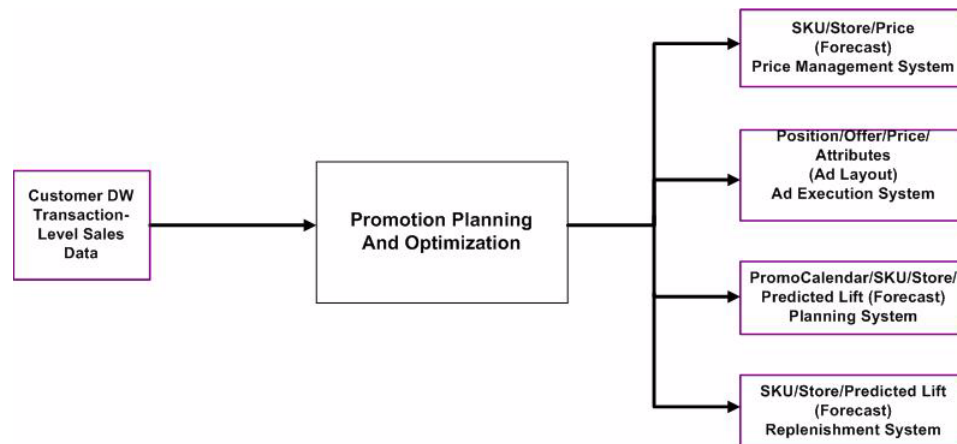 SKU/Store/Price
(Forecast)
Price Management System
Position/Offer/Price/
Attributes
(Ad Layout)
Ad Execution System
Customer DW
Transaction-
Level Sales
Data
Promotion Planning
And Optimization
PromoCalendar/SKU/Store/
Predicted Lift (Forecast)
Planning System
SKU/Store/Predicted Lift
(Forecast)
Replenishment System